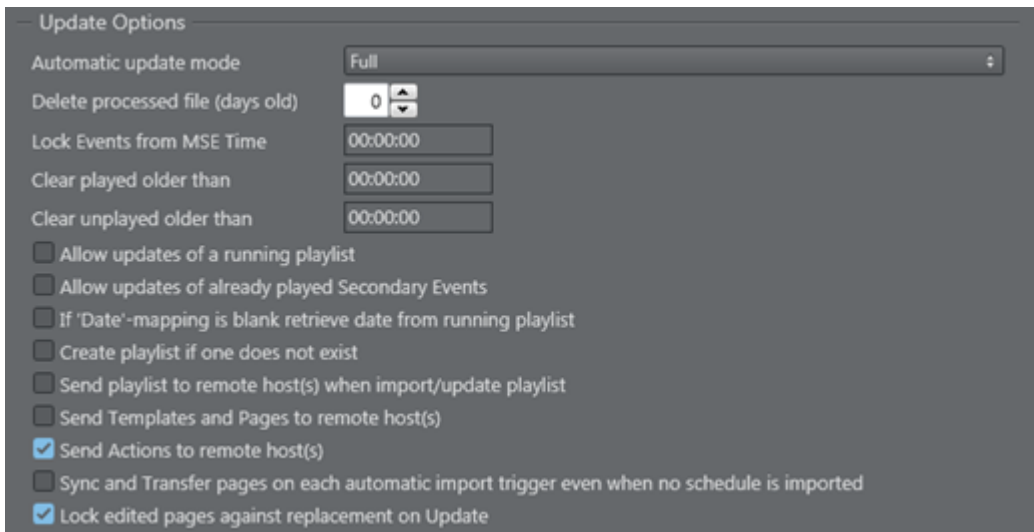 Update Options
Automatic update mode Full
Delete processed file (days old) 0
Lock Events from MSE Time 00:00:00
Clear played older than 00:00:00
Clear unplayed older than 00:00:00
Allow updates of a running playlist
Allow updates of already played Secondary Events
If 'Date'-mapping is blank retrieve date from running playlist
Create playlist if one does not exist
Send playlist to remote host(s) when import/update playlist
Send Templates and Pages to remote host(s)
Send Actions to remote host(s)
Sync and Transfer pages on each automatic import trigger even when no schedule is imported
Lock edited pages against replacement on Update